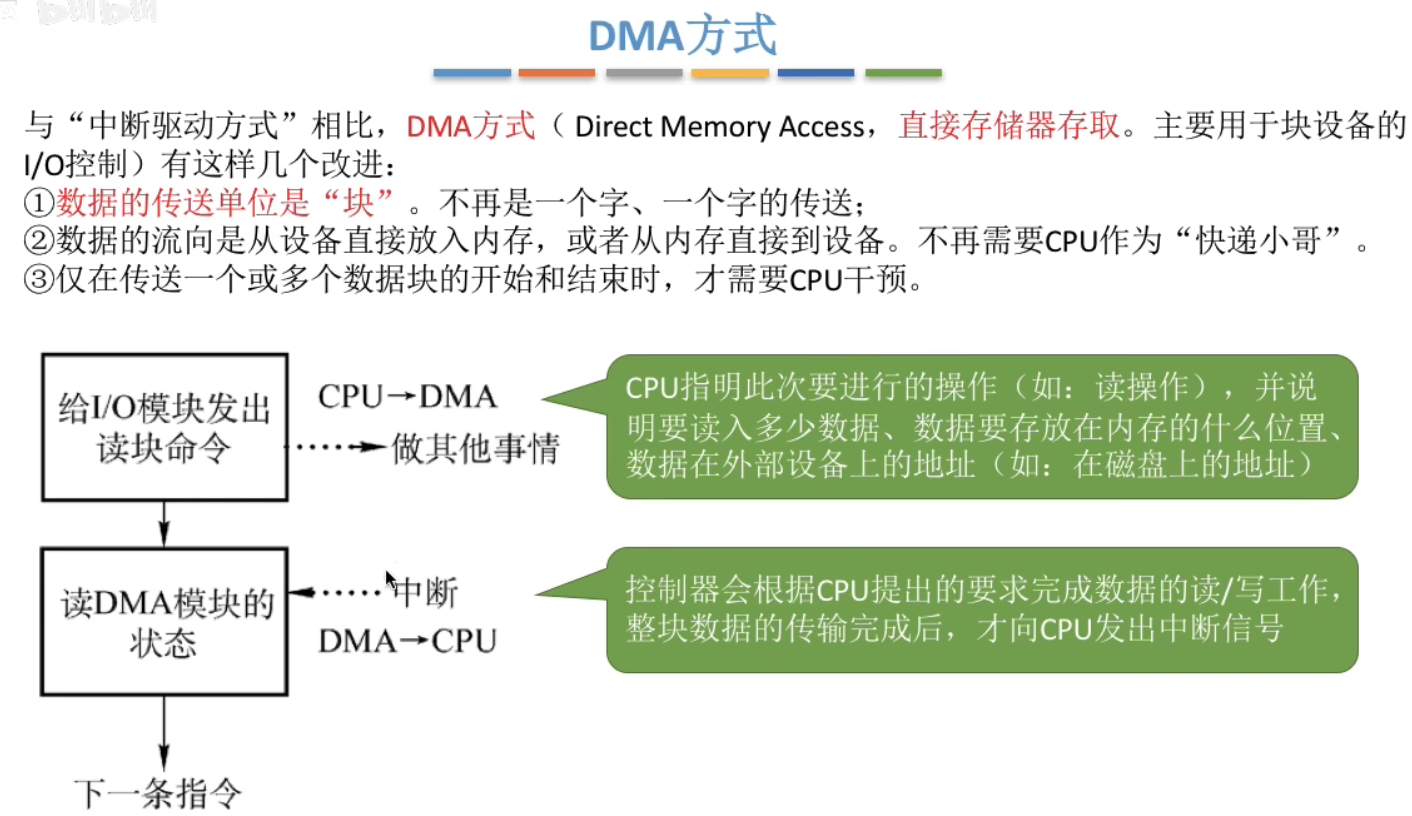 DMA方式
与“中断驱动方式”相比，DMA方式（ Direct Memory Access，直接存储器存取。主要用于块设备的
I/O控制）有这样几个改进：
①数据的传送单位是“块”。不再是一个字、一个字的传送；
②数据的流向是从设备直接放入内存，或者从内存直接到设备。不再需要CPU作为“快递小哥”。
③仅在传送一个或多个数据块的开始和结束时，才需要CPU干预。
给I/O模块发出
读块命令
CPU→DMA
做其他事情
CPU指明此次要进行的操作（如：读操作），并说
明要读入多少数据、数据要存放在内存的什么位置、
数据在外部设备上的地址（如：在磁盘上的地址）
读DMA模块的
状态
中断
DMA→CPU
控制器会根据CPU提出的要求完成数据的读/写工作，
整块数据的传输完成后，才向CPU发出中断信号
下一条指令